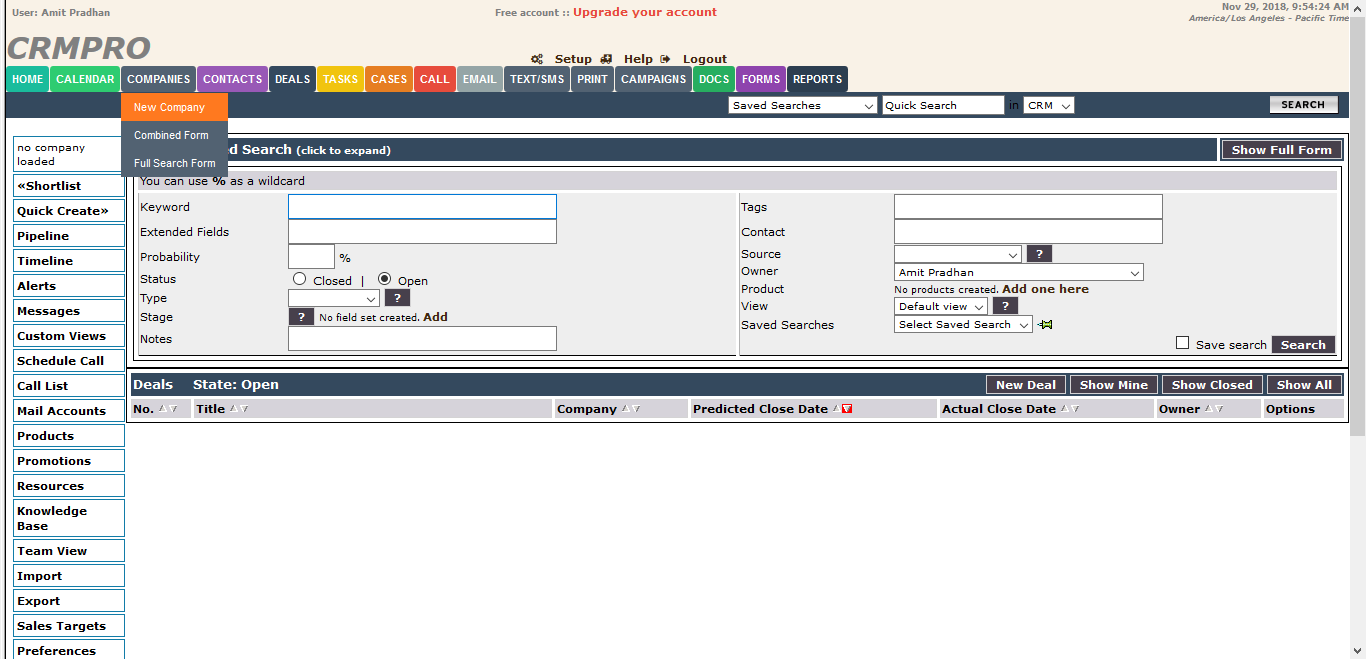 User: Amit Pradhan
Free account :: Upgrade your account
Nov 29, 2018, 9:54:24 AM
America/Los Angeles - Pacific Time
CRMPRO
Setup Help Logout
HOME CALENDAR COMPANIES CONTACTS DEALS TASKS CASES CALL EMAIL TEXT/SMS PRINT CAMPAIGNS DOCS FORMS REPORTS
New Company
Combined Form
Full Search Form
Saved Searches Quick Search in CRM SEARCH
no company
loaded
«Shortlist
Quick Create»
Pipeline
Timeline
Alerts
Messages
Custom Views
Schedule Call
Call List
Mail Accounts
Products
Promotions
Resources
Knowledge
Base
Team View
Import
Export
Sales Targets
Preferences
d Search (click to expand) Show Full Form
You can use % as a wildcard
Keyword
Extended Fields
Probability %
Status Closed | Open
Type ?
Stage ? No field set created. Add
Notes
Tags
Contact
Source ?
Owner Amit Pradhan
Product No products created. Add one here
View Default view ?
Saved Searches Select Saved Search
Save search Search
Deals State: Open New Deal Show Mine Show Closed Show All
No. Title Company Predicted Close Date Actual Close Date Owner Options